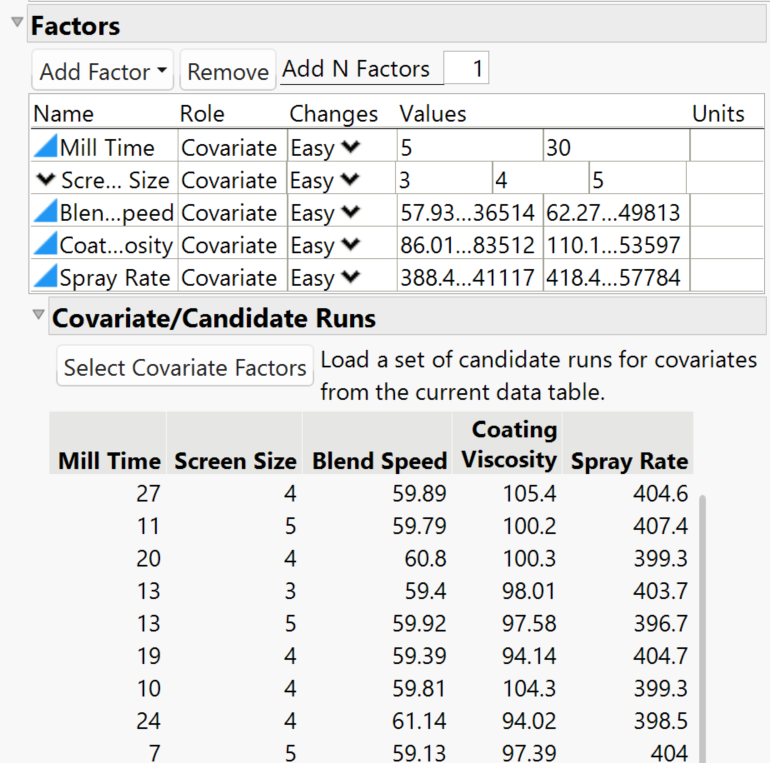 Factors
Add Factor Remove Add N Factors 1
Name Role Changes Values Units
Mill Time Covariate Easy 5 30
Scre... Size Covariate Easy 3 4 5
Blen...peed Covariate Easy 57.93...36514 62.27...49813
Coat...osity Covariate Easy 86.01...83512 110.1...53597
Spray Rate Covariate Easy 388.4...41117 418.4...57784
Covariate/Candidate Runs
Select Covariate Factors Load a set of candidate runs for covariates
from the current data table.
Coating
Mill Time Screen Size Blend Speed Viscosity Spray Rate
27 4 59.89 105.4 404.6
11 5 59.79 100.2 407.4
20 4 60.8 100.3 399.3
13 3 59.4 98.01 403.7
13 5 59.92 97.58 396.7
19 4 59.39 94.14 404.7
10 4 59.81 104.3 399.3
24 4 61.14 94.02 398.5
7 5 59.13 97.39 404